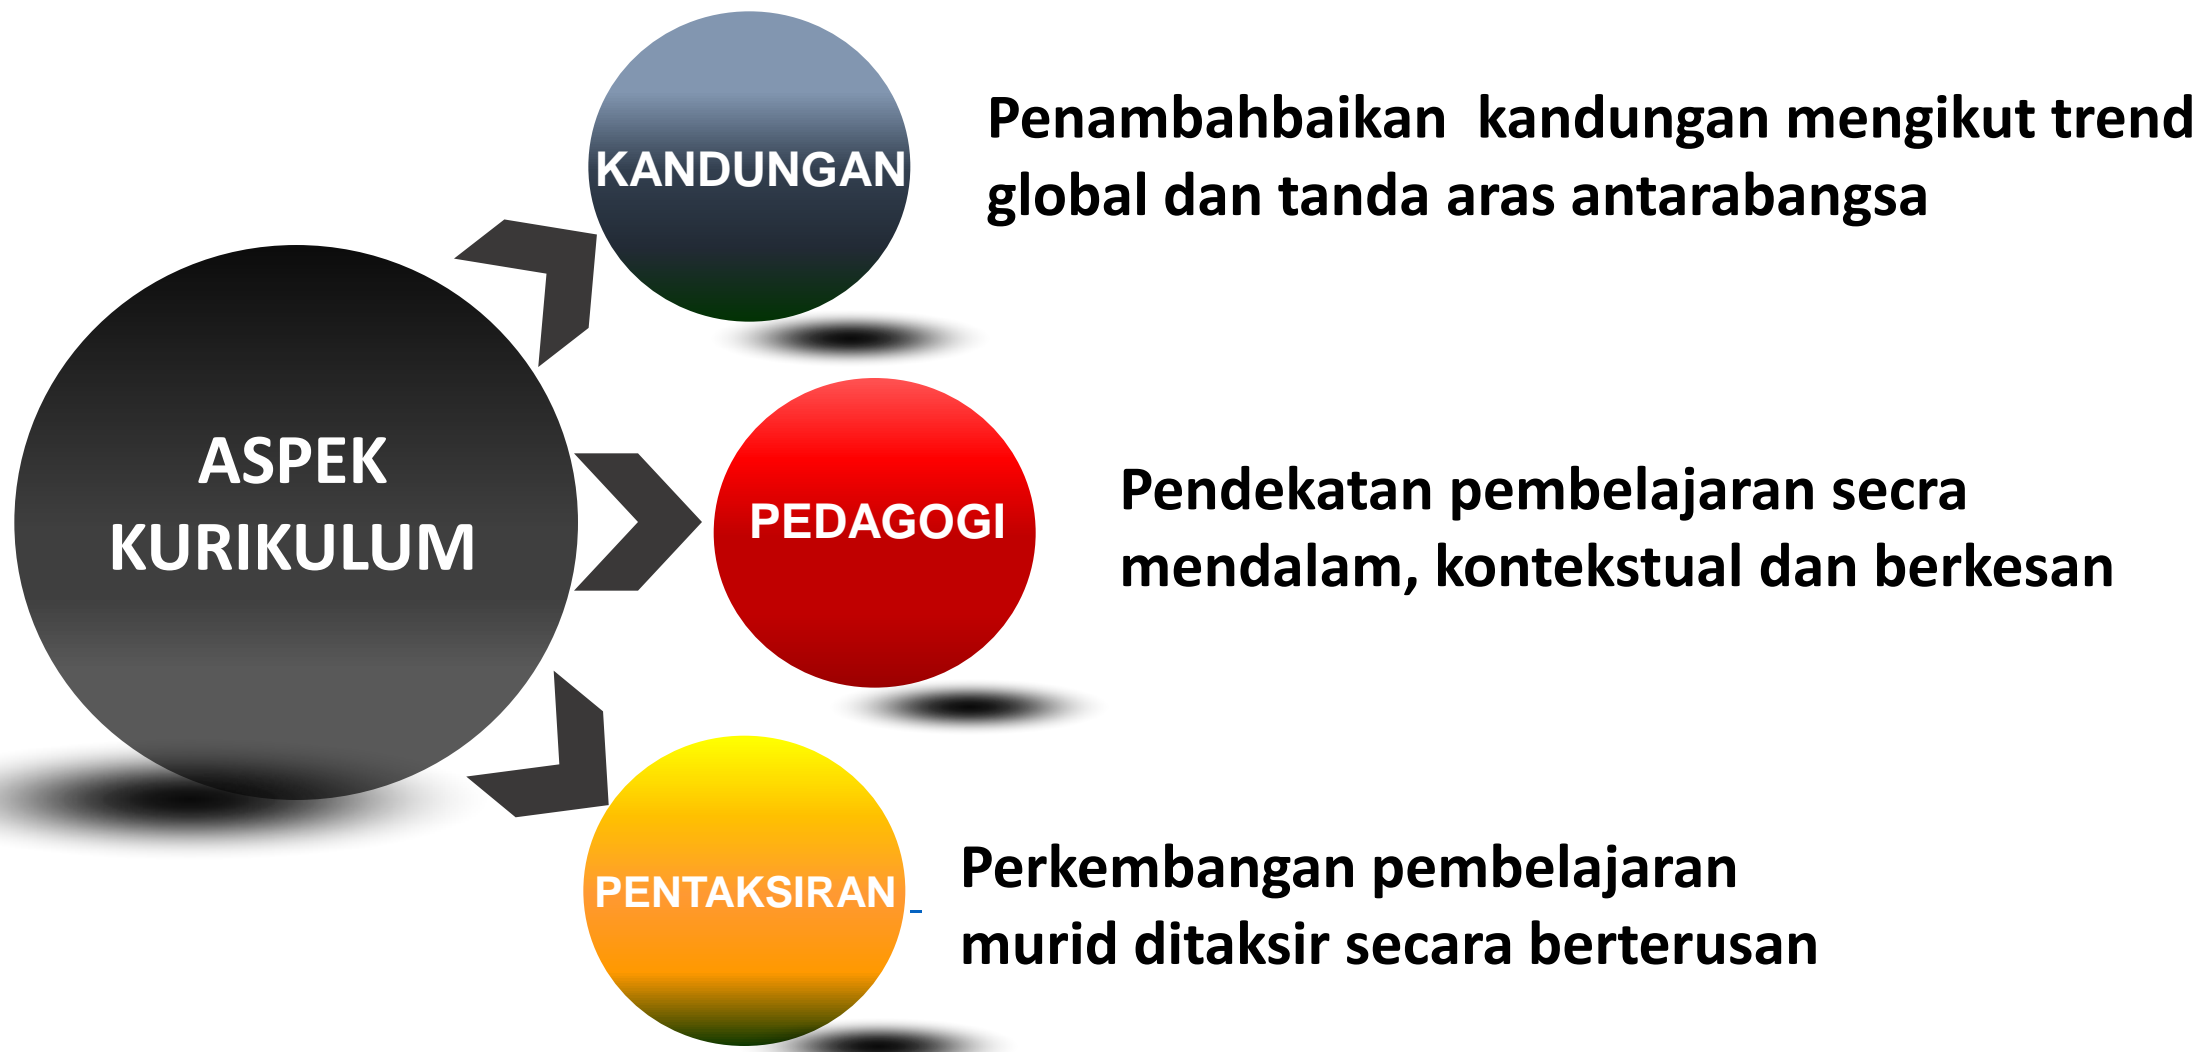 ASPEK
KURIKULUM
KANDUNGAN
Penambahbaikan  kandungan mengikut trend
global dan tanda aras antarabangsa
PEDAGOGI
Pendekatan pembelajaran secra
mendalam, kontekstual dan berkesan
PENTAKSIRAN
Perkembangan pembelajaran
murid ditaksir secara berterusan